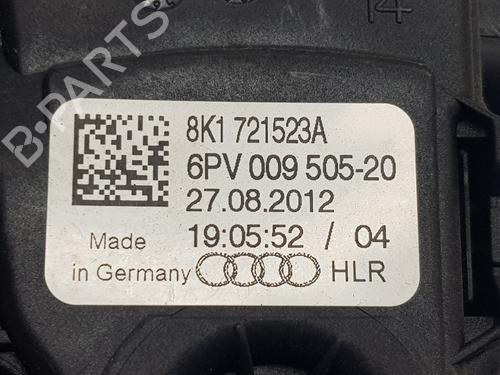 14
8K1 721523A
6PV 009 505-20
27.08.2012
19:05:52 / 04
Made
in Germany
HLR
B-PARTS